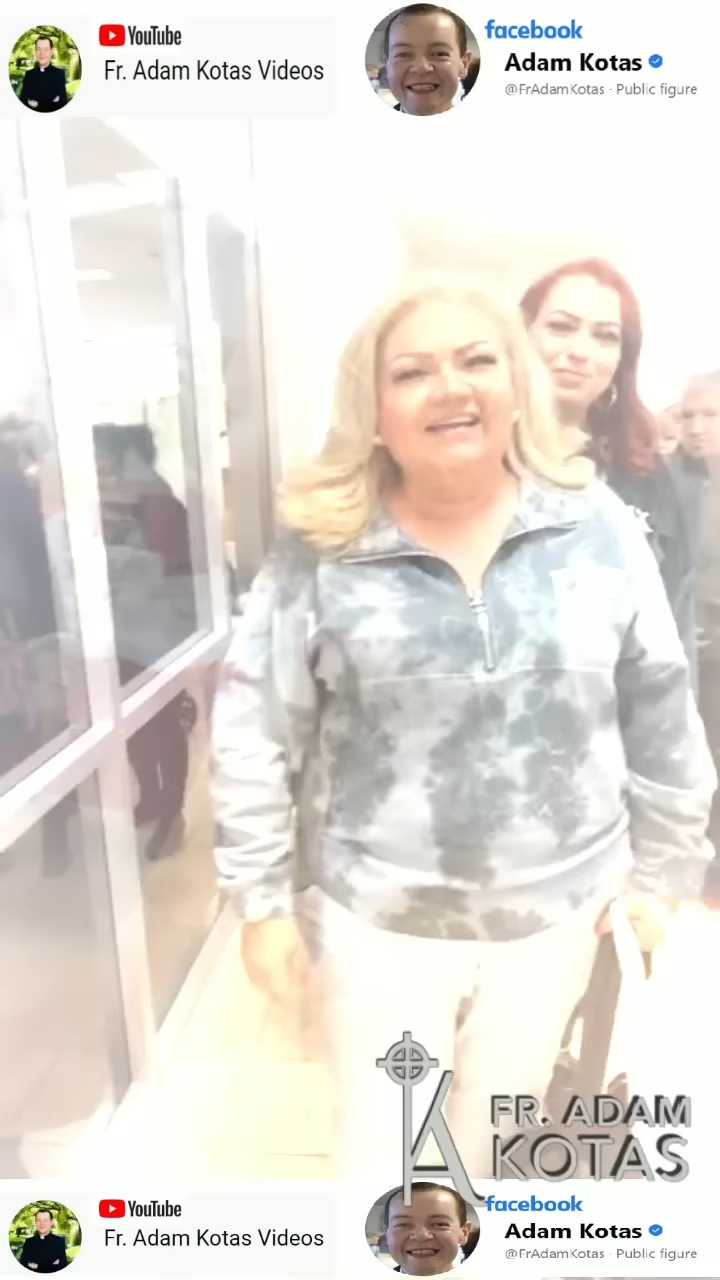 YouTube
Fr. Adam Kotas Videos
facebook
Adam Kotas
@FrAdamKotas · Public figure
FR. ADAM
KOTAS
YouTube
Fr. Adam Kotas Videos
facebook
Adam Kotas
@FrAdamKotas · Public figure